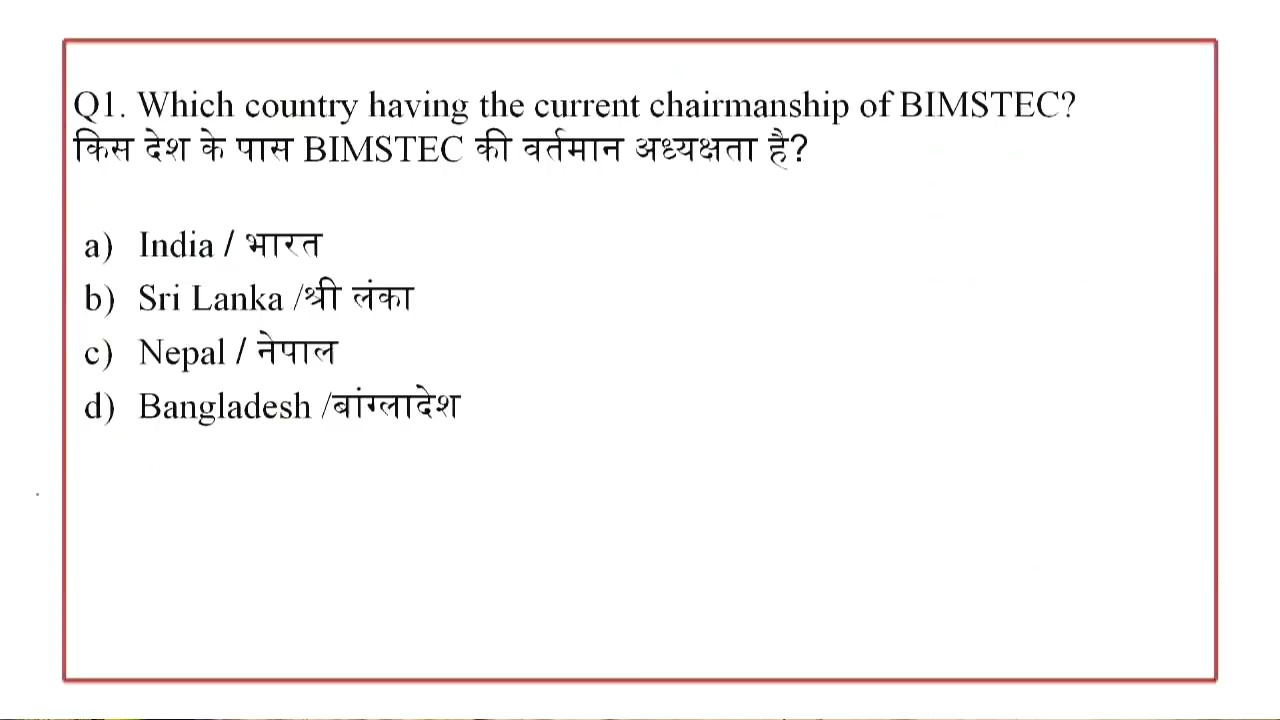 Q1. Which country having the current chairmanship of BIMSTEC?
किस देश के पास BIMSTEC की वर्तमान अध्यक्षता है?
a) India / भारत
b) Sri Lanka /श्री लंका
c) Nepal / नेपाल
d) Bangladesh /बांग्लादेश